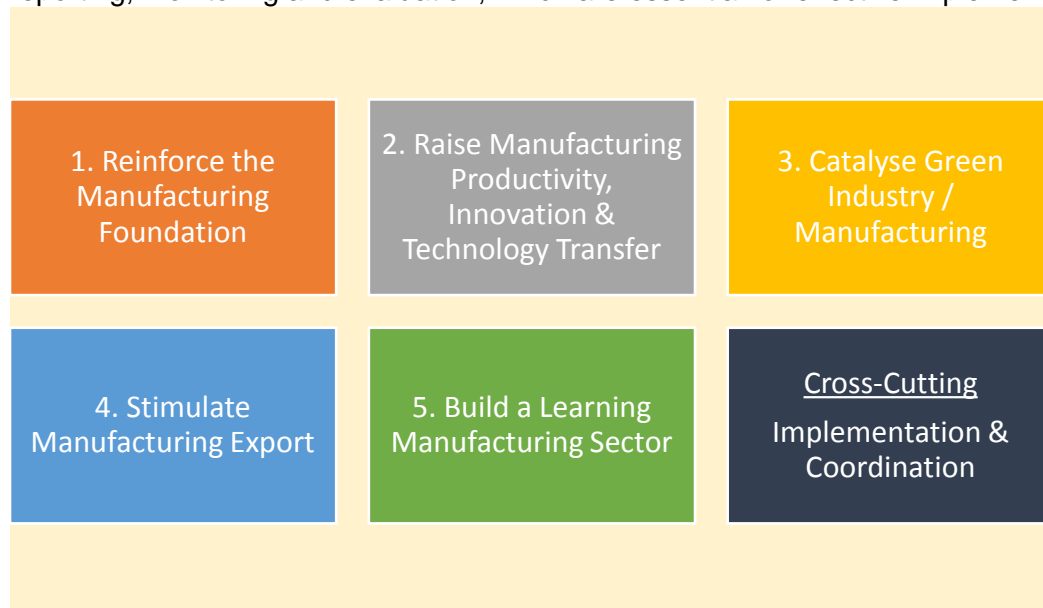 1. Reinforce the
Manufacturing
Foundation
2. Raise Manufacturing
Productivity,
Innovation &
Technology Transfer
3. Catalyse Green
Industry /
Manufacturing
4. Stimulate
Manufacturing Export
5. Build a Learning
Manufacturing Sector
Cross-Cutting
Implementation &
Coordination